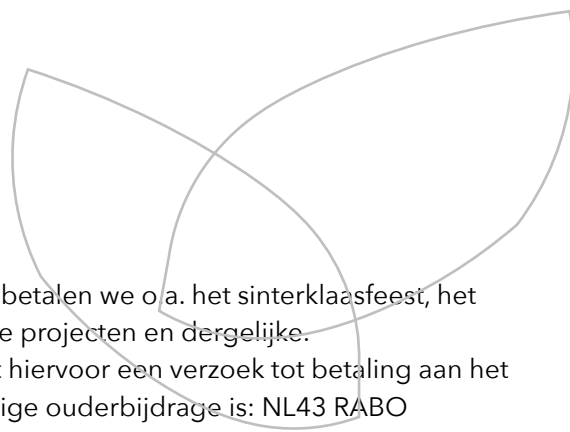 betalen we o.a. het sinterklaasfeest, het
e projecten en dergelijke.
t hiervoor een verzoek tot betaling aan het
ige ouderbijdrage is: NL43 RABO